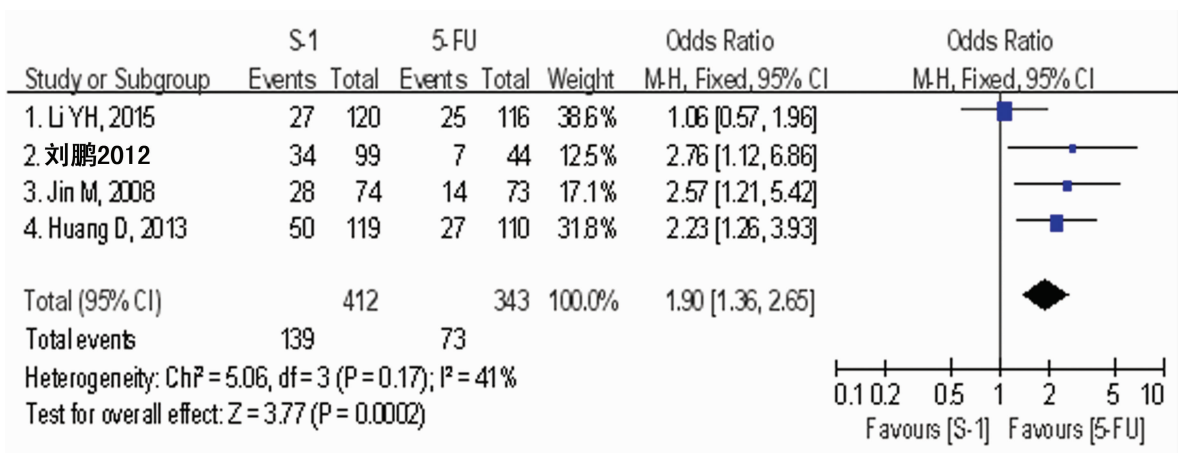 S-1 5-FU Odds Ratio Odds Ratio
Study or Subgroup Events Total Events Total Weight M-H, Fixed, 95% CI M-H, Fixed, 95% CI
1. Li YH, 2015 27 120 25 116 38.6% 1.06 [0.57, 1.96]
2. 刘鹏2012 34 99 7 44 12.5% 2.76 [1.12, 6.86]
3. Jin M, 2008 28 74 14 73 17.1% 2.57 [1.21, 5.42]
4. Huang D, 2013 50 119 27 110 31.8% 2.23 [1.26, 3.93]
Total (95% CI) 412 343 100.0% 1.90 [1.36, 2.65]
Total events 139 73
Heterogeneity: Chi² = 5.06, df = 3 (P = 0.17); I² = 41%
Test for overall effect: Z = 3.77 (P = 0.0002)
0.1 0.2 0.5 1 2 5 10
Favours [S-1] Favours [5-FU]